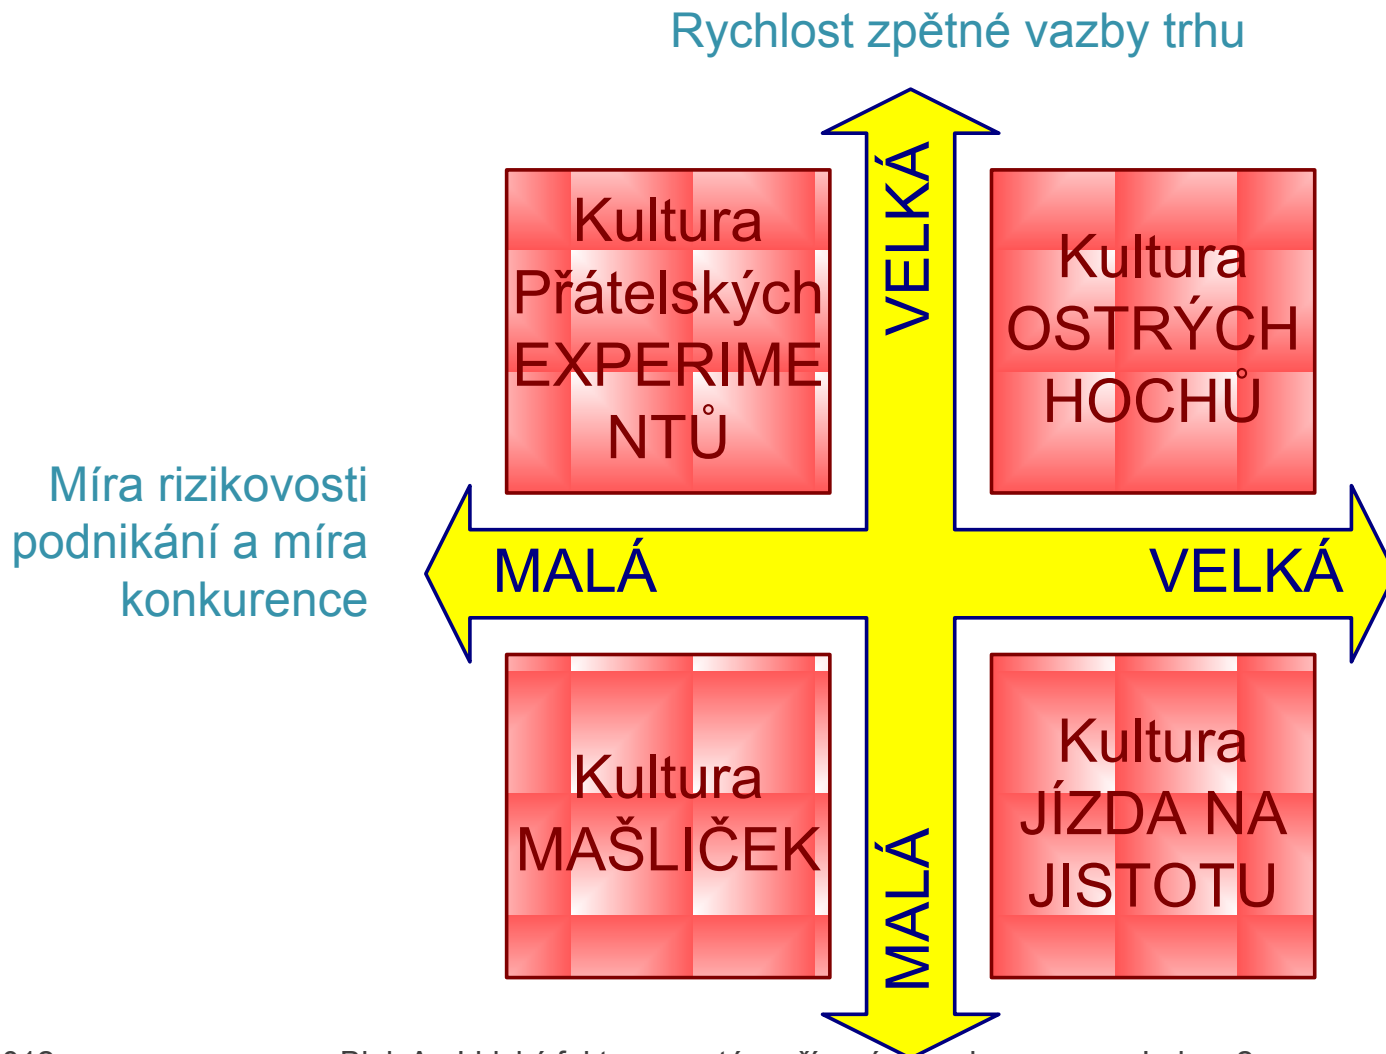 Rychlost zpětné vazby trhu
VELKÁ
Kultura
Přátelských
EXPERIME
NTŮ
Kultura
OSTRÝCH
HOCHŮ
Míra rizikovosti
podnikání a míra
konkurence
MALÁ
VELKÁ
Kultura
MAŠLIČEK
MALÁ
Kultura
JÍZDA NA
JISTOTU